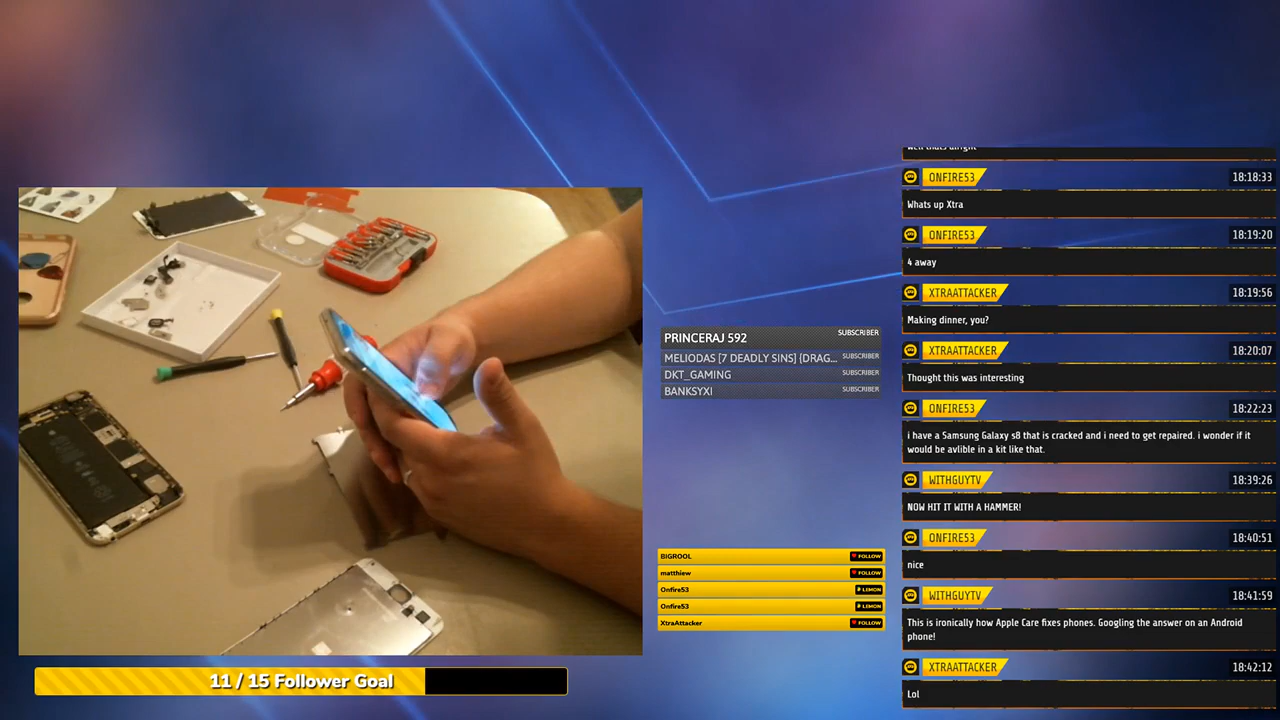 well thats alright
ONFIRE53 18:18:33
Whats up Xtra
ONFIRE53 18:19:20
4 away
XTRAATTACKER 18:19:56
Making dinner, you?
XTRAATTACKER 18:20:07
Thought this was interesting
ONFIRE53 18:22:23
i have a Samsung Galaxy s8 that is cracked and i need to get repaired. i wonder if it
would be avlible in a kit like that.
WITHGUYTV 18:39:26
NOW HIT IT WITH A HAMMER!
ONFIRE53 18:40:51
nice
WITHGUYTV 18:41:59
This is ironically how Apple Care fixes phones. Googling the answer on an Android
phone!
XTRAATTACKER 18:42:12
Lol
PRINCERAJ 592 SUBSCRIBER
MELIODAS [7 DEADLY SINS] (DRAG... SUBSCRIBER
DKT_GAMING SUBSCRIBER
BANKSYXI SUBSCRIBER
BIGROOL FOLLOW
matthiew FOLLOW
Onfire53 LEMON
Onfire53 LEMON
XtraAttacker FOLLOW
11 / 15 Follower Goal